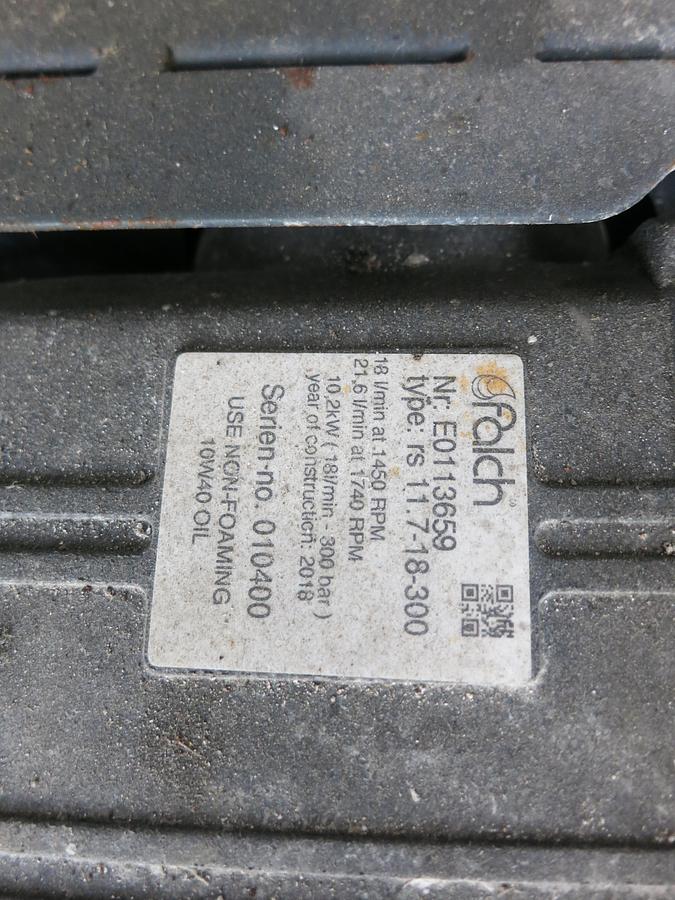 falch
Nr: E0113659
type: rs 11.7-18-300
18 l/min at 1450 RPM
21,6 l/min at 1740 RPM
10,2kW ( 18l/min - 300 bar )
year of construction: 2018
Serien-no. 010400
USE NON-FOAMING
10W40 OIL